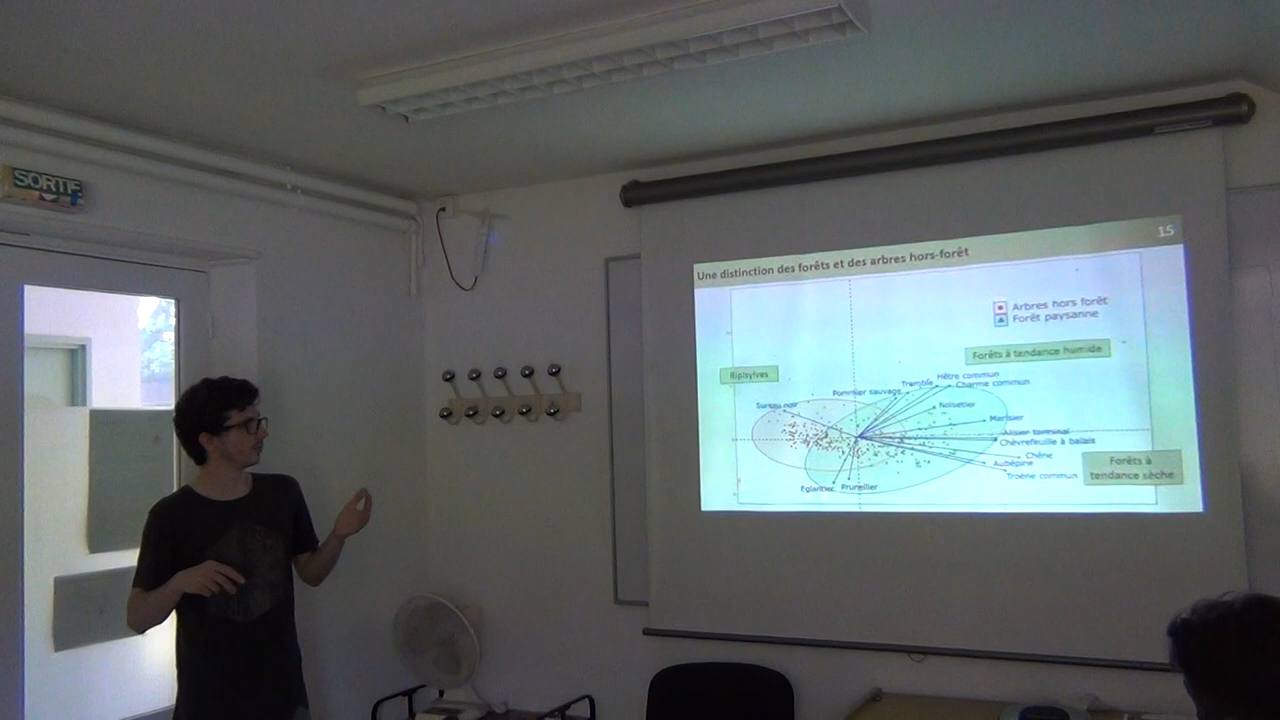 SORTIE
15
Une distinction des forêts et des arbres hors-forêt
Arbres hors forêt
Forêt paysanne
Forêts à tendance humide
Ripisylves
Hêtre commun
Tremble
Charme commun
Pommier sauvage
Noisetier
Sureau noir
Merisier
Alisier torminal
Chèvrefeuille à balais
Chêne
Aubépine
Forêts à
tendance sèche
Troène commun
Eglantier
Prunellier